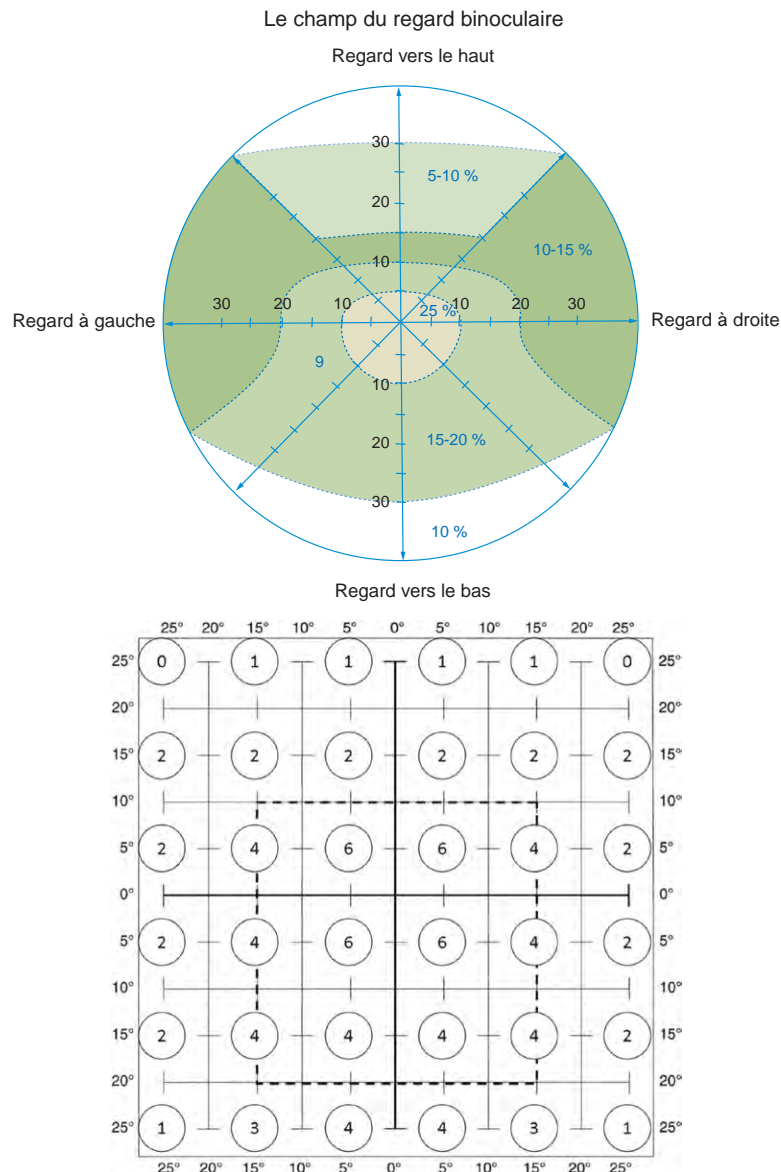 Le champ du regard binoculaire
Regard vers le haut
30
5-10 %
20
10-15 %
10
30 20 10 25 % 10 20 30
Regard à gauche Regard à droite
9
10
20 15-20 %
30
10 %
Regard vers le bas
25° 20° 15° 10° 5° 0° 5° 10° 15° 20° 25°
25° 0 1 1 1 1 0 25°
20° 20°
15° 2 2 2 2 2 2 15°
10° 10°
5° 2 4 6 6 4 2 5°
0° 0°
5° 2 4 6 6 4 2 5°
10° 10°
15° 2 4 4 4 4 2 15°
20° 20°
25° 1 3 4 4 3 1 25°
25° 20° 15° 10° 5° 0° 5° 10° 15° 20° 25°